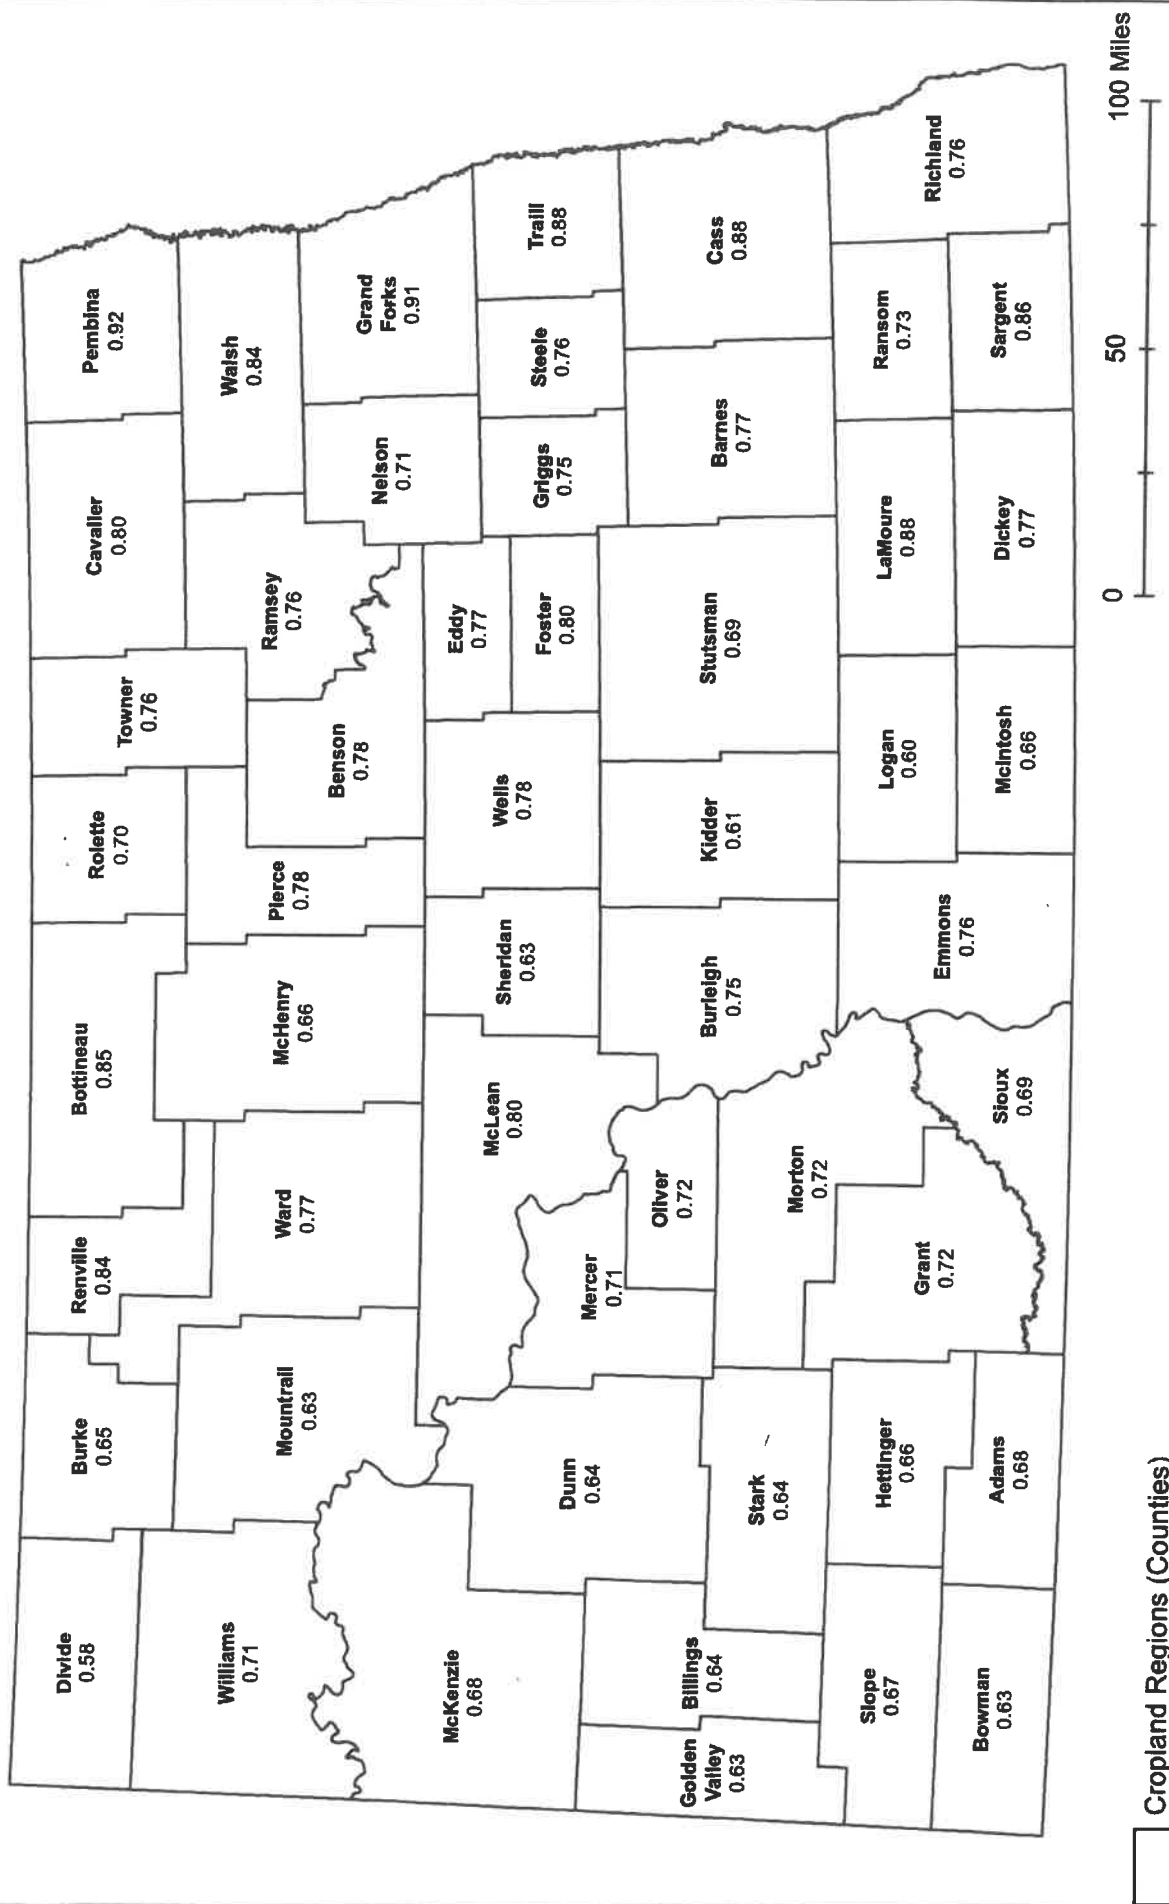 Divide
0.58
Burke
0.65
Renville
0.84
Bottineau
0.85
Rolette
0.70
Towner
0.76
Cavalier
0.80
Pembina
0.92
Williams
0.71
Mountrail
0.63
Ward
0.77
McHenry
0.66
Pierce
0.78
Benson
0.78
Ramsey
0.76
Walsh
0.84
Nelson
0.71
Grand
Forks
0.91
McKenzie
0.68
Dunn
0.64
Mercer
0.71
McLean
0.80
Sheridan
0.63
Wells
0.78
Eddy
0.77
Foster
0.80
Griggs
0.75
Steele
0.76
Traill
0.88
Golden
Valley
0.63
Billings
0.64
Stark
0.64
Oliver
0.72
Morton
0.72
Burleigh
0.75
Kidder
0.61
Stutsman
0.69
Barnes
0.77
Cass
0.88
Slope
0.67
Hettinger
0.66
Grant
0.72
Emmons
0.76
Logan
0.60
LaMoure
0.88
Ransom
0.73
Richland
0.76
Bowman
0.63
Adams
0.68
Sioux
0.69
McIntosh
0.66
Dickey
0.77
Sargent
0.86
0 50 100 Miles
Cropland Regions (Counties)